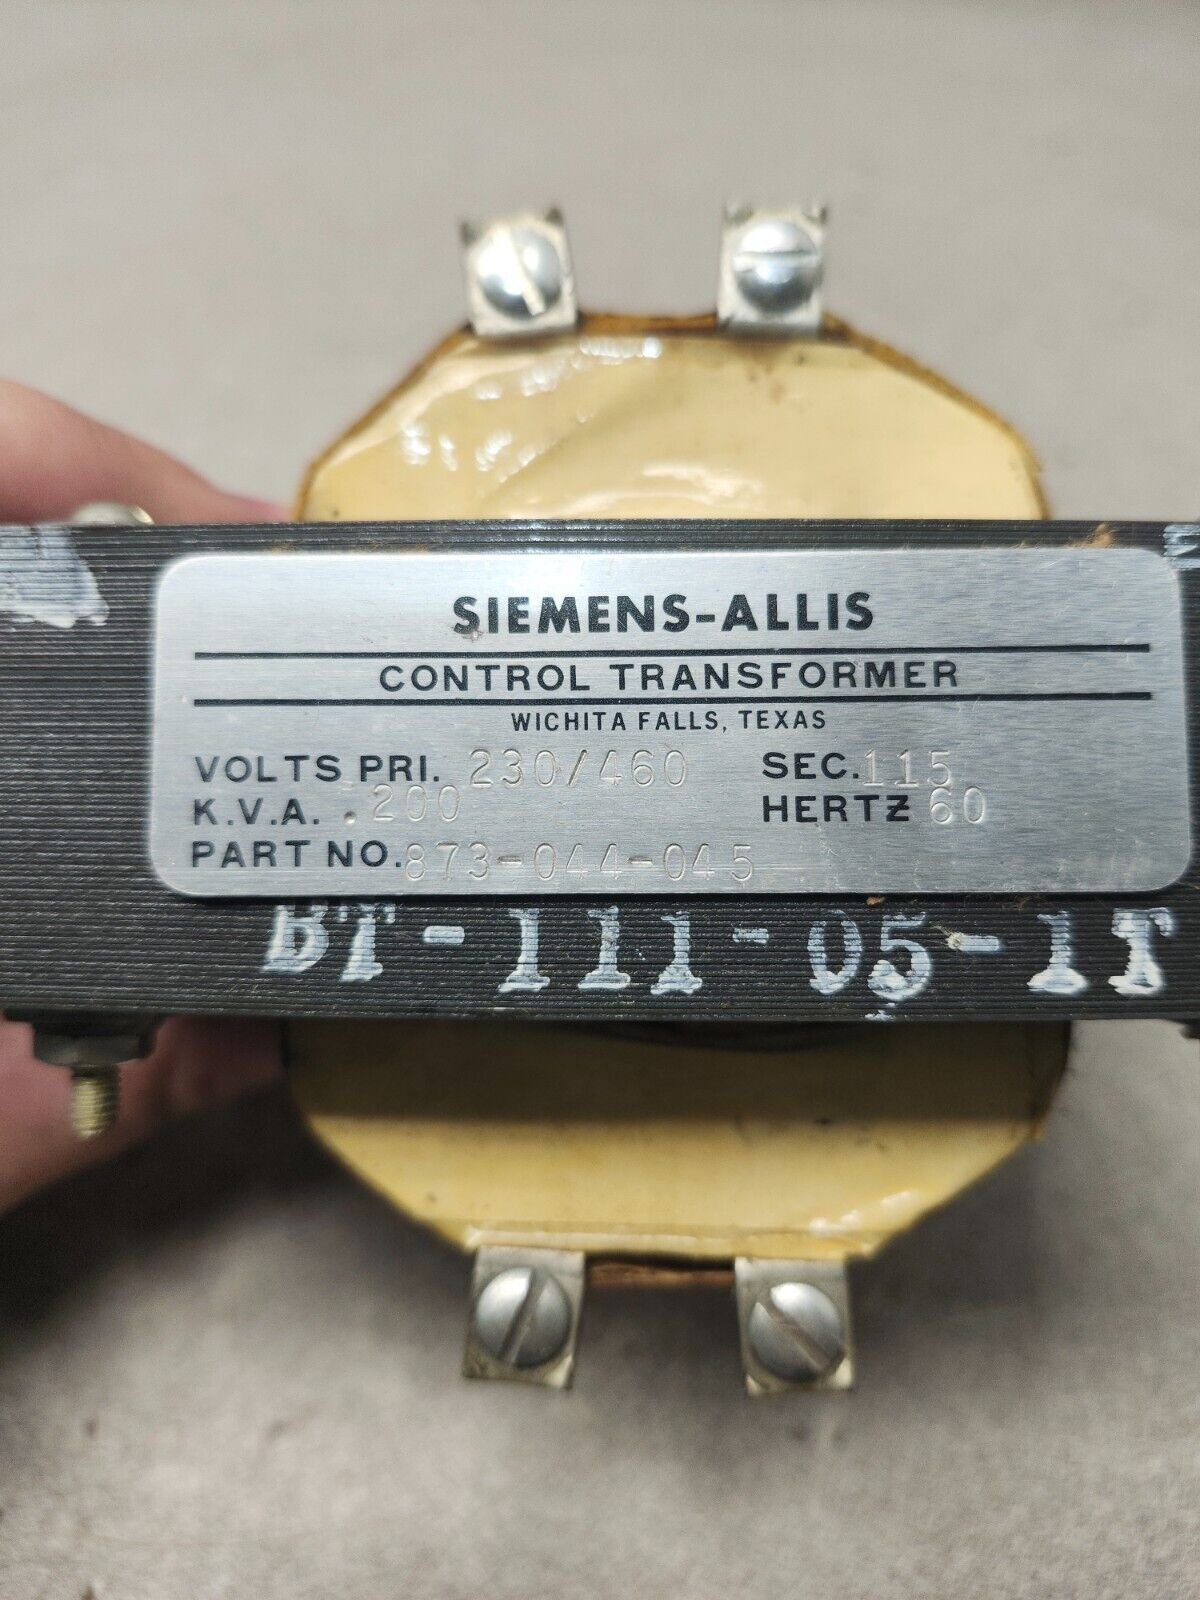 SIEMENS-ALLIS
CONTROL TRANSFORMER
WICHITA FALLS, TEXAS
VOLTS PRI. 230/460 SEC. 115
K.V.A. .200 HERTZ 60
PART NO. 873-044-045
BT-111-05-1T